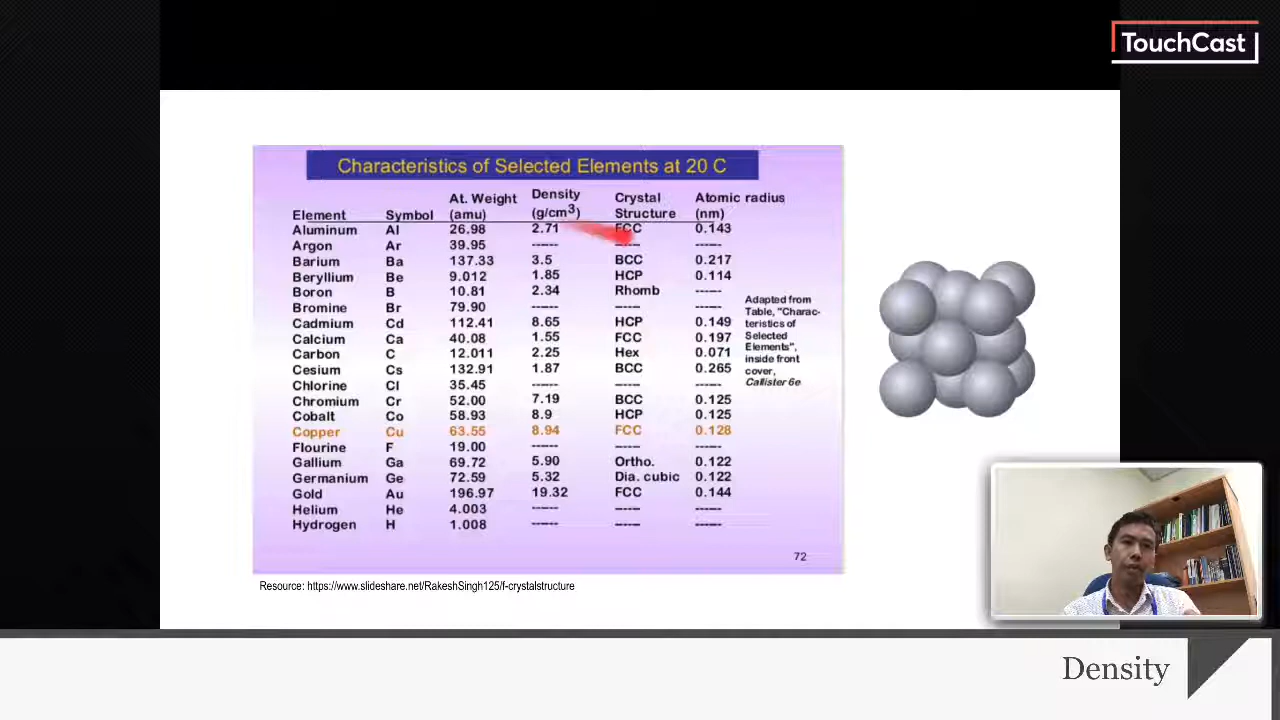 TouchCast
Characteristics of Selected Elements at 20 C
Element Symbol At. Weight (amu) Density (g/cm3) Crystal Structure Atomic radius (nm)
Aluminum Al 26.98 2.71 FCC 0.143
Argon Ar 39.95 ------ ------ ------
Barium Ba 137.33 3.5 BCC 0.217
Beryllium Be 9.012 1.85 HCP 0.114
Boron B 10.81 2.34 Rhomb ------
Bromine Br 79.90 ------ ------ ------
Cadmium Cd 112.41 8.65 HCP 0.149
Calcium Ca 40.08 1.55 FCC 0.197
Carbon C 12.011 2.25 Hex 0.071
Cesium Cs 132.91 1.87 BCC 0.265
Chlorine Cl 35.45 ------ ------ ------
Chromium Cr 52.00 7.19 BCC 0.125
Cobalt Co 58.93 8.9 HCP 0.125
Copper Cu 63.55 8.94 FCC 0.128
Flourine F 19.00 ------ ------ ------
Gallium Ga 69.72 5.90 Ortho. 0.122
Germanium Ge 72.59 5.32 Dia. cubic 0.122
Gold Au 196.97 19.32 FCC 0.144
Helium He 4.003 ------ ------ ------
Hydrogen H 1.008 ------ ------ ------
Adapted from
Table, "Charac-
teristics of
Selected
Elements",
inside front
cover,
Callister 6e
72
Resource: https://www.slideshare.net/RakeshSingh125/f-crystalstructure
Density